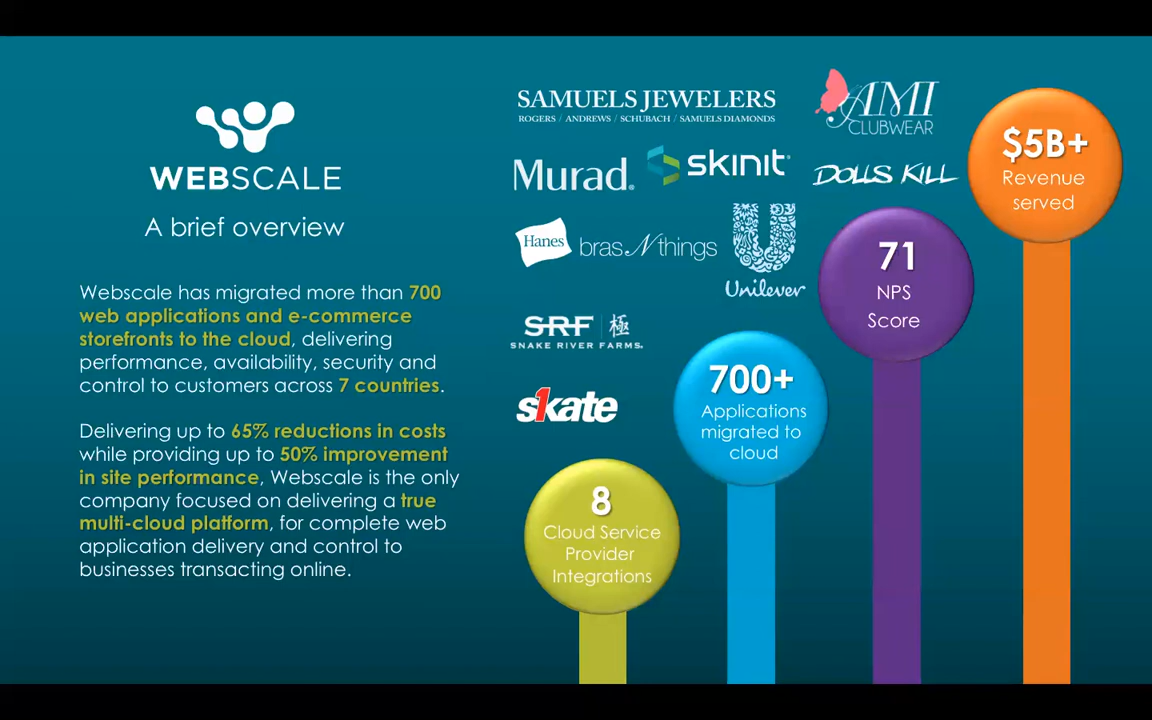 WEBSCALE
A brief overview
Webscale has migrated more than 700
web applications and e-commerce
storefronts to the cloud, delivering
performance, availability, security and
control to customers across 7 countries.
Delivering up to 65% reductions in costs
while providing up to 50% improvement
in site performance, Webscale is the only
company focused on delivering a true
multi-cloud platform, for complete web
application delivery and control to
businesses transacting online.
SAMUELS JEWELERS
ROGERS / ANDREWS / SCHUBACH / SAMUELS DIAMONDS
AMI
CLUBWEAR
Murad.
skinit
DOLLS KILL
Hanes
bras N things
Unilever
SRF 極
SNAKE RIVER FARMS.
s1kate
8
Cloud Service
Provider
Integrations
700+
Applications
migrated to
cloud
71
NPS
Score
$5B+
Revenue
served